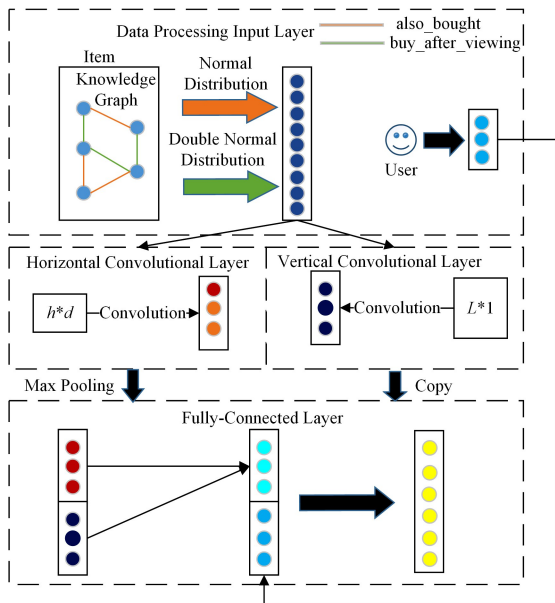 Data Processing Input Layer
also_bought
buy_after_viewing
Item
Knowledge
Graph
Normal
Distribution
Double Normal
Distribution
User
Horizontal Convolutional Layer
Vertical Convolutional Layer
h*d
Convolution
Convolution
L*1
Max Pooling
Copy
Fully-Connected Layer